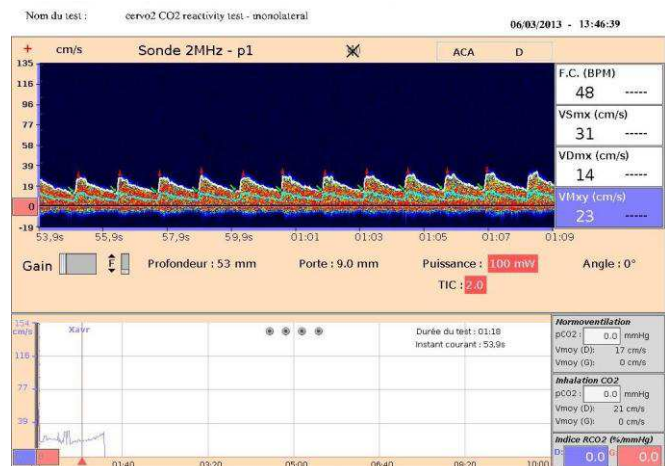 Nom du test : cervo2 CO2 reactivity test - monolateral
06/03/2013 - 13:46:39
+ cm/s Sonde 2MHz - p1 ACA D
135
116
96
77
58
39
19
0
-19
53,9s 55,9s 57,9s 59,9s 01:01 01:03 01:05 01:07 01:09
F.C. (BPM)
48 -----
VSmx (cm/s)
31 -----
VDmx (cm/s)
14 -----
VMxy (cm/s)
23 -----
Gain F Profondeur : 53 mm Porte : 9.0 mm Puissance : 100 mW Angle : 0°
TIC : 2.0
154
cm/s
116
77
39
Xavr
Durée du test : 01:18
Instant courant : 53,9s
01:40 03:20 05:00 06:40 08:20 10:00
Normoventilation
pCO2 : 0.0 mmHg
Vmoy (D): 17 cm/s
Vmoy (G): 0 cm/s
Inhalation CO2
pCO2 : 0.0 mmHg
Vmoy (D): 21 cm/s
Vmoy (G): 0 cm/s
Indice RCO2 (%/mmHg)
D: 0.0 G: 0.0